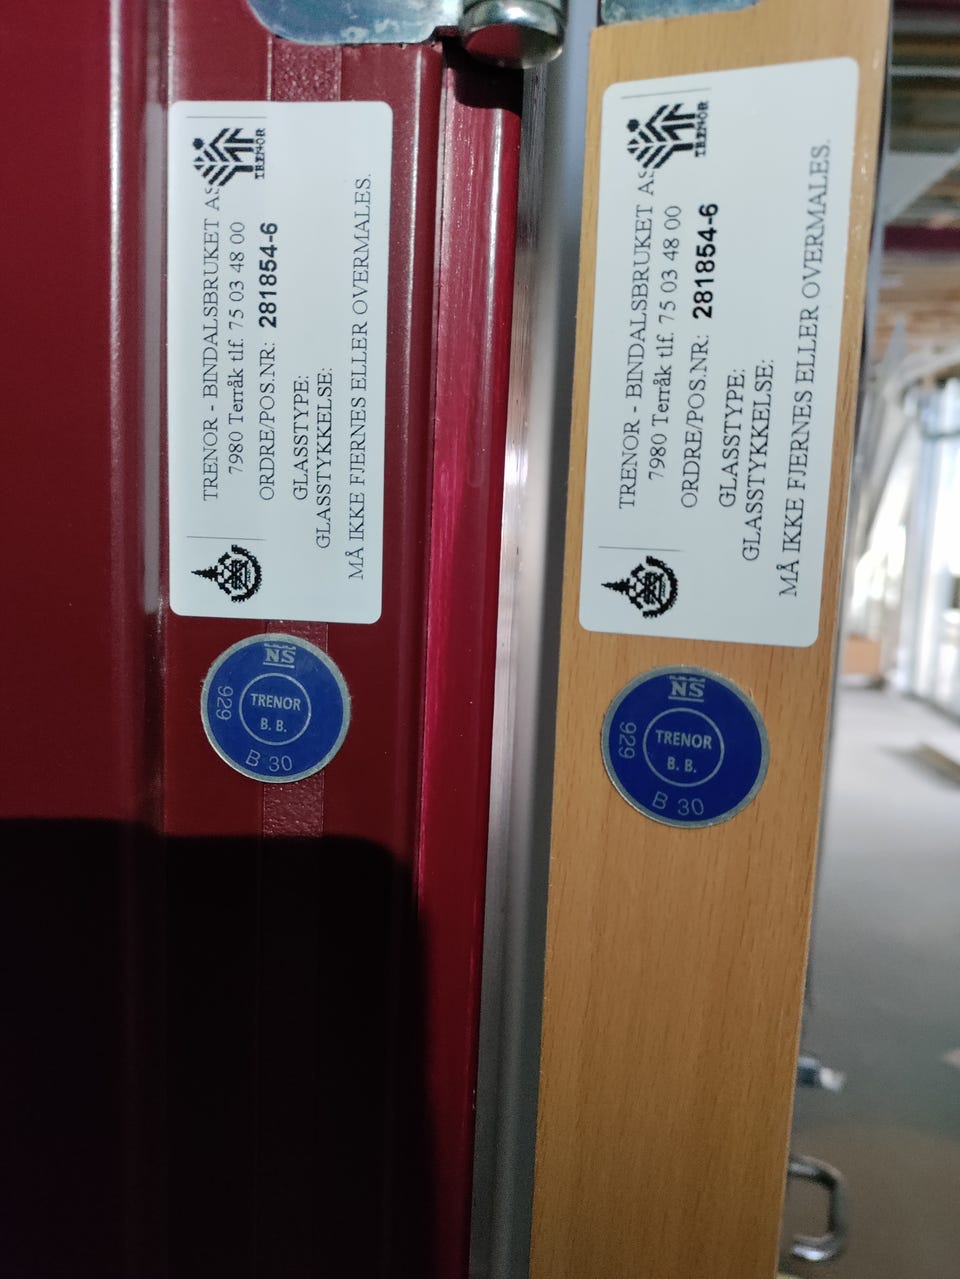 TRENOR
TRENOR - BINDALSBRUKET AS
7980 Terråk tlf. 75 03 48 00
ORDRE/POS.NR: 281854-6
GLASSTYPE:
GLASSTYKKELSE:
MÅ IKKE FJERNES ELLER OVERMALES.
NS
929
TRENOR
B. B.
B 30
TRENOR
TRENOR - BINDALSBRUKET AS
7980 Terråk tlf. 75 03 48 00
ORDRE/POS.NR: 281854-6
GLASSTYPE:
GLASSTYKKELSE:
MÅ IKKE FJERNES ELLER OVERMALES.
NS
929
TRENOR
B. B.
B 30